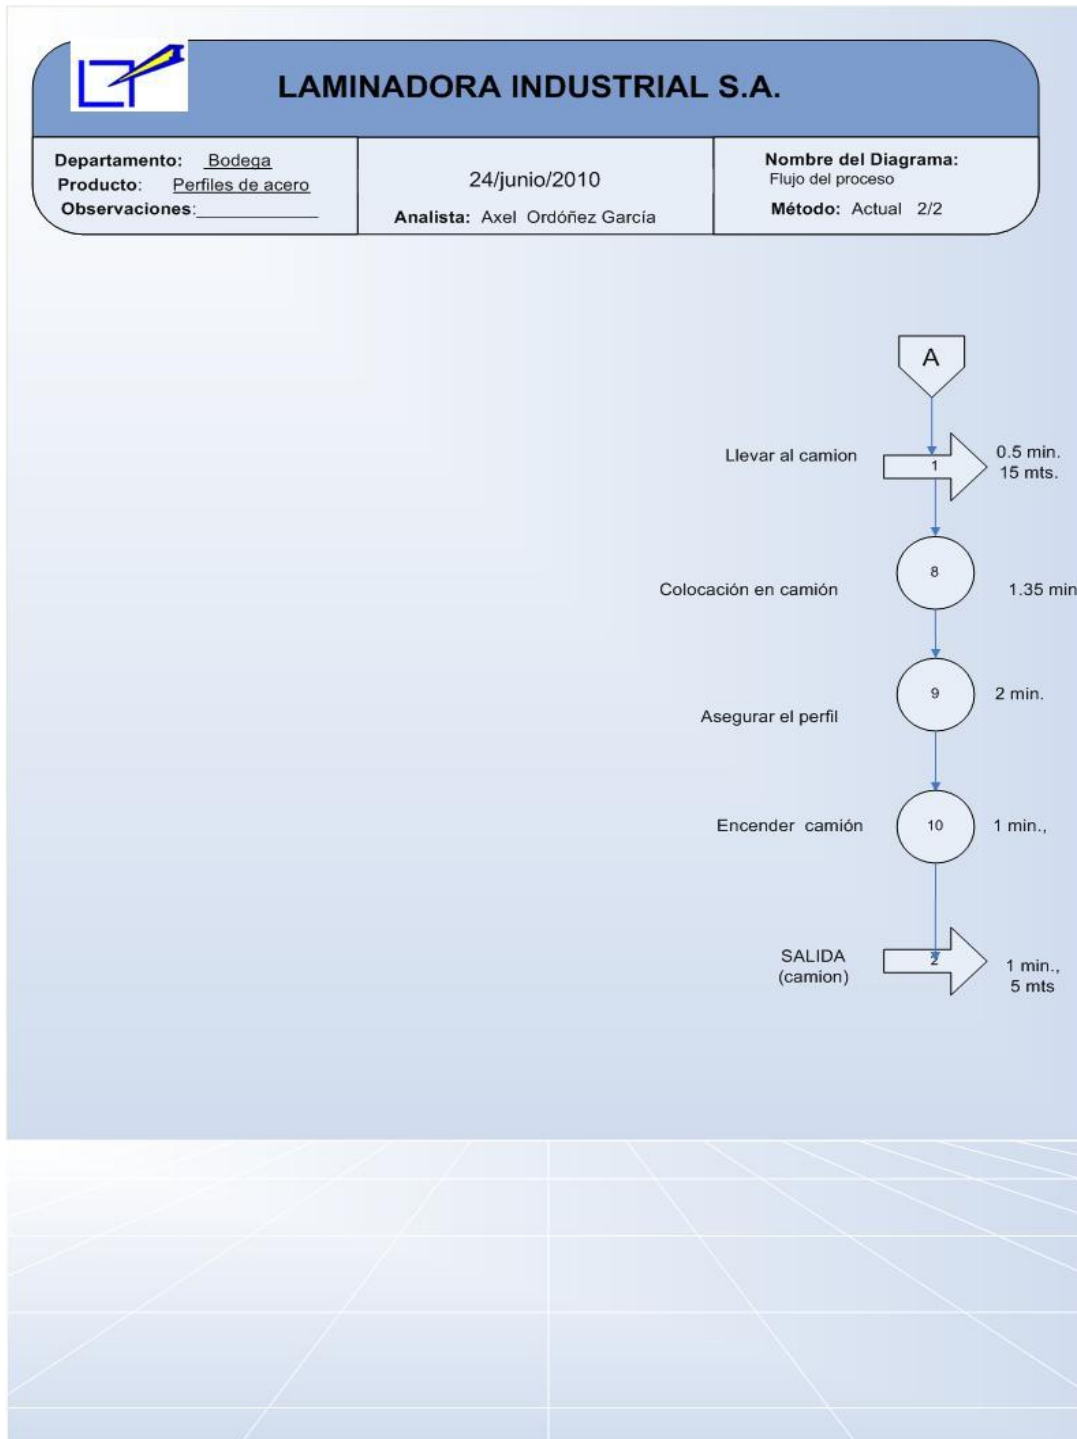 LAMINADORA INDUSTRIAL S.A.
Departamento: Bodega
Producto: Perfiles de acero
Observaciones:______________
24/junio/2010
Analista: Axel Ordóñez García
Nombre del Diagrama:
Flujo del proceso
Método: Actual 2/2
A
Llevar al camion
1
0.5 min.
15 mts.
Colocación en camión
8
1.35 min
Asegurar el perfil
9
2 min.
Encender camión
10
1 min.,
SALIDA
(camion)
2
1 min.,
5 mts